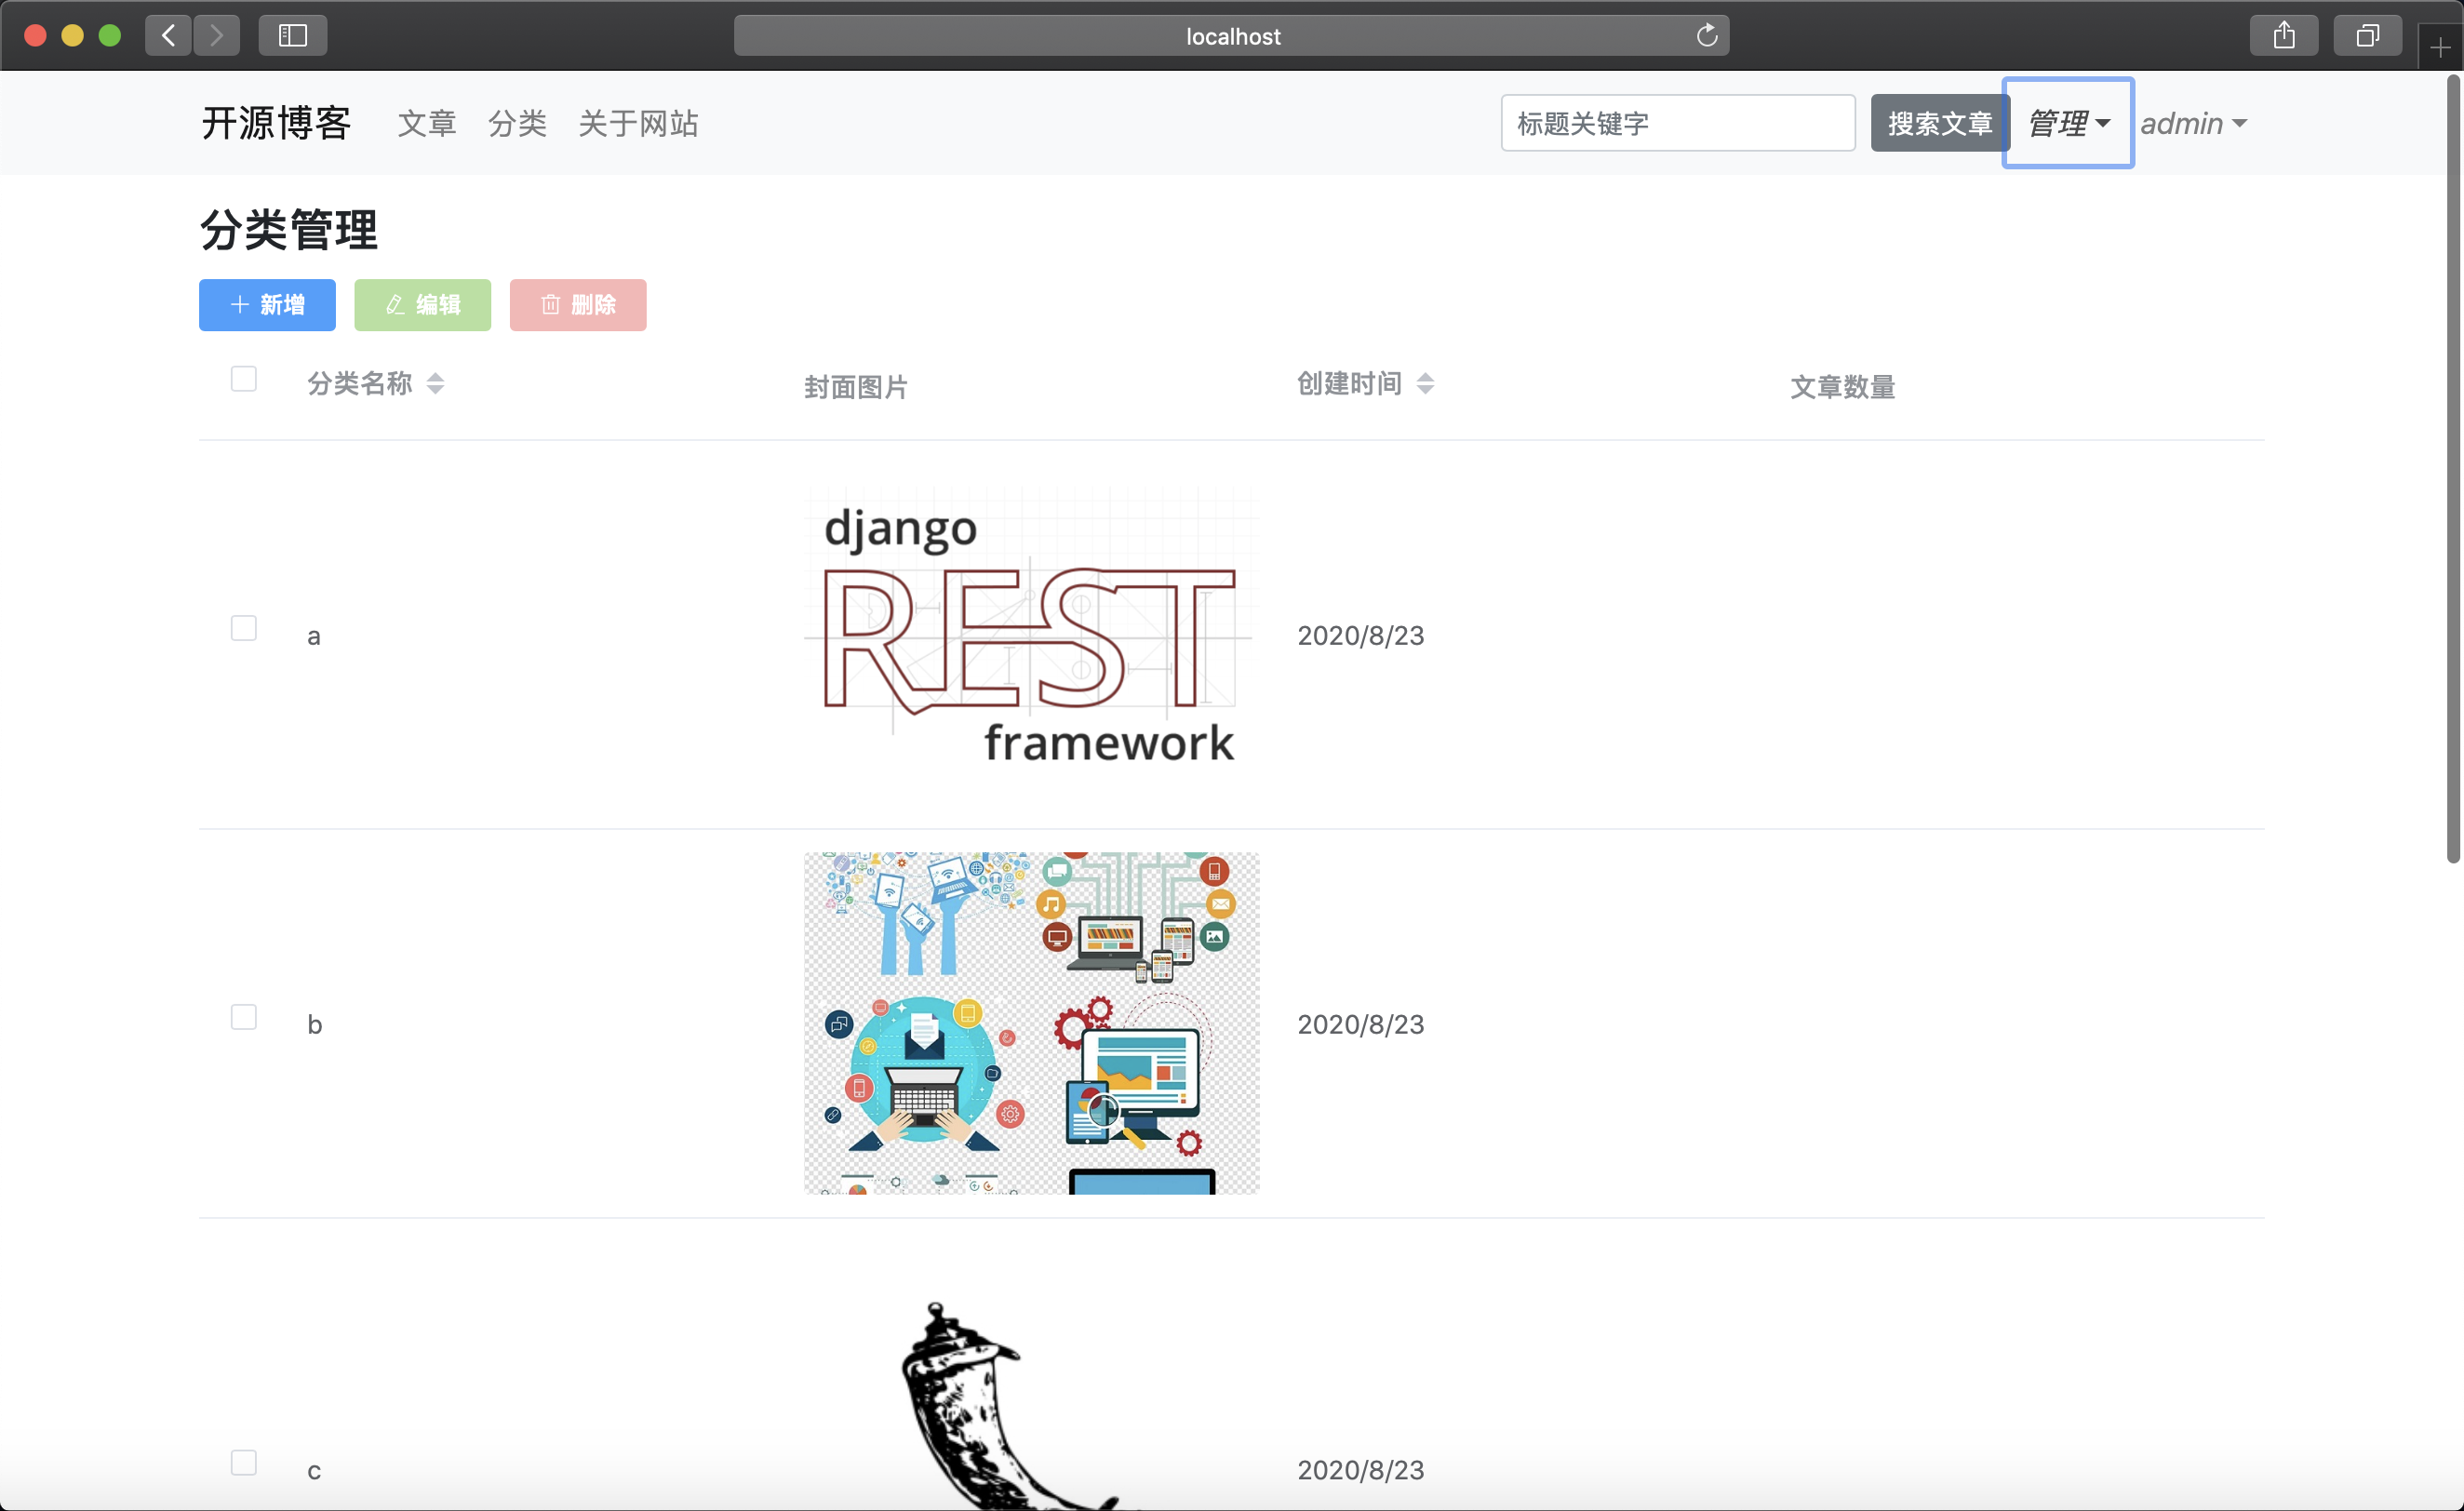 localhost
开源博客 文章 分类 关于网站 标题关键字 搜索文章 管理 admin
分类管理
新增 编辑 删除
分类名称 封面图片 创建时间 文章数量
django
REST
framework
a 2020/8/23
b 2020/8/23
c 2020/8/23